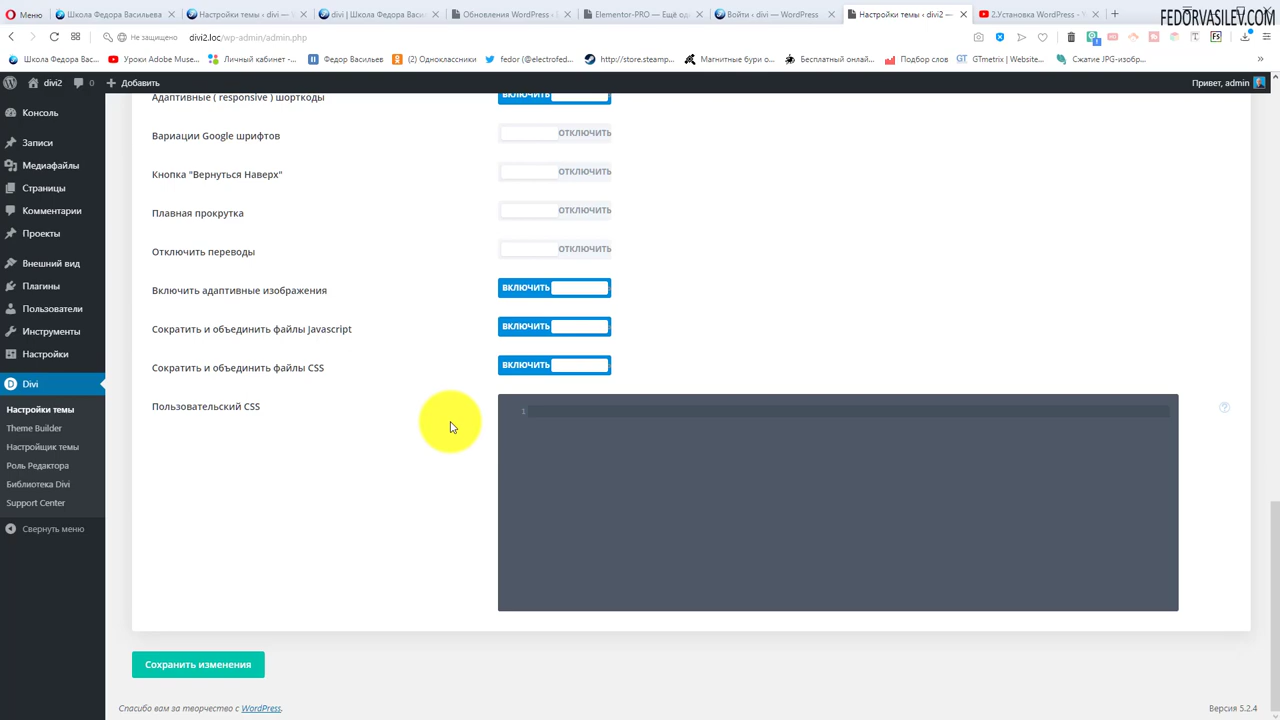 Меню
Школа Федора Васильева
Настройки темы ‹ divi —
divi | Школа Федора Васи
Обновления WordPress ‹
Elementor-PRO — Ещё од
Войти ‹ divi — WordPress
Настройки темы ‹ divi2 —
2.Установка WordPress - Y
FEDORVASILEV.COM
Не защищено
divi2.loc/wp-admin/admin.php
Школа Федора Вас...
Уроки Adobe Muse...
Личный кабинет -...
Федор Васильев
(2) Одноклассники
fedor (@electrofed...
http://store.steamp...
Магнитные бури о...
Бесплатный онлай...
Подбор слов
GTmetrix | Website...
Сжатие JPG-изобр...
divi2
0
Добавить
Привет, admin
Консоль
Записи
Медиафайлы
Страницы
Комментарии
Проекты
Внешний вид
Плагины
Пользователи
Инструменты
Настройки
Divi
Настройки темы
Theme Builder
Настройщик темы
Роль Редактора
Библиотека Divi
Support Center
Свернуть меню
Адаптивные ( responsive ) шорткоды
ВКЛЮЧИТЬ
Вариации Google шрифтов
ОТКЛЮЧИТЬ
Кнопка "Вернуться Наверх"
ОТКЛЮЧИТЬ
Плавная прокрутка
ОТКЛЮЧИТЬ
Отключить переводы
ОТКЛЮЧИТЬ
Включить адаптивные изображения
ВКЛЮЧИТЬ
Сократить и объединить файлы Javascript
ВКЛЮЧИТЬ
Сократить и объединить файлы CSS
ВКЛЮЧИТЬ
Пользовательский CSS
1
Сохранить изменения
Спасибо вам за творчество с WordPress.
Версия 5.2.4